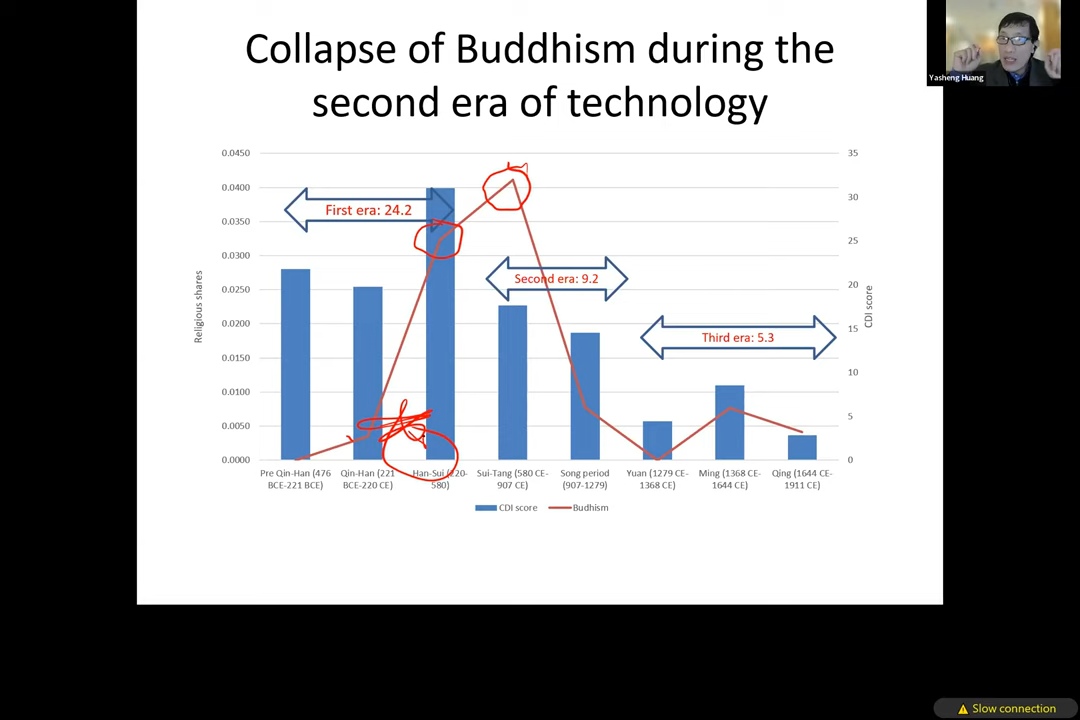 Collapse of Buddhism during the
second era of technology
Yasheng Huang
0.0450
0.0400
0.0350
0.0300
0.0250
0.0200
0.0150
0.0100
0.0050
0.0000
Religious shares
35
30
25
20
15
10
5
0
CDI score
First era: 24.2
Second era: 9.2
Third era: 5.3
Pre Qin-Han (476
BCE-221 BCE)
Qin-Han (221
BCE-220 CE)
Han-Sui (220-
580)
Sui-Tang (580 CE-
907 CE)
Song period
(907-1279)
Yuan (1279 CE-
1368 CE)
Ming (1368 CE-
1644 CE)
Qing (1644 CE-
1911 CE)
CDI score
Budhism
Slow connection